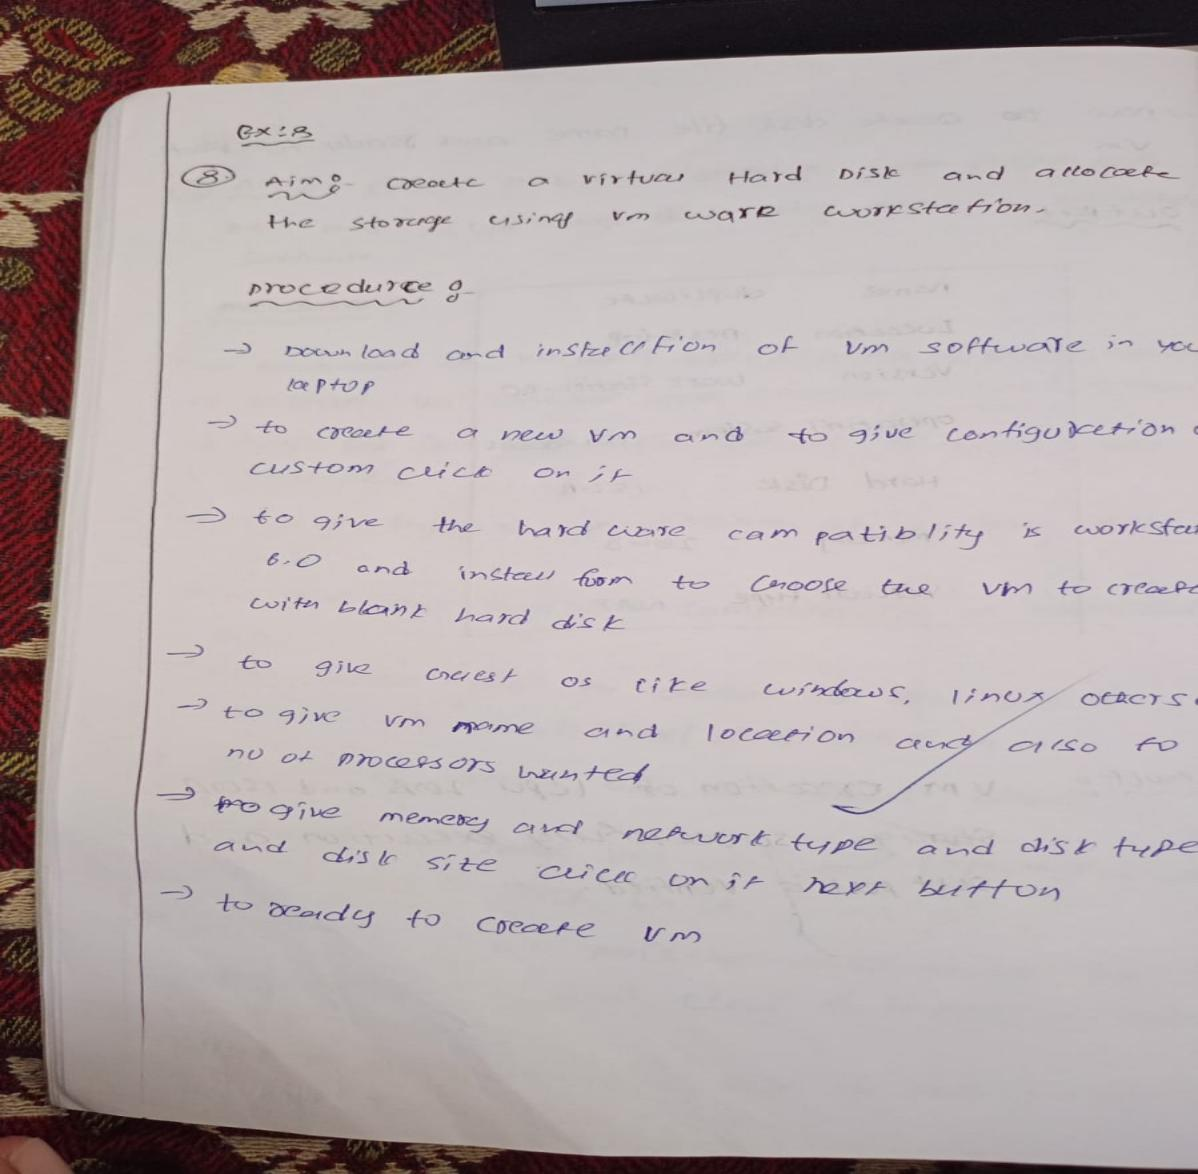 Ex:8
8. Aim:- create a virtual Hard Disk and allocate
the storage using vm ware workstation.
procedure:-
→ Download and installation of vm software in you
laptop
→ to create a new vm and to give configuration
custom click on it
→ to give the hard ware campatiblity is workstat
6.0 and install from to choose the vm to create
with blank hard disk
→ to give guest os like windows, linux others.
→ to give vm name and location and also to
no of processors wanted
→ to give memory and network type and disk type
and disk size click on it next button
→ to ready to create vm